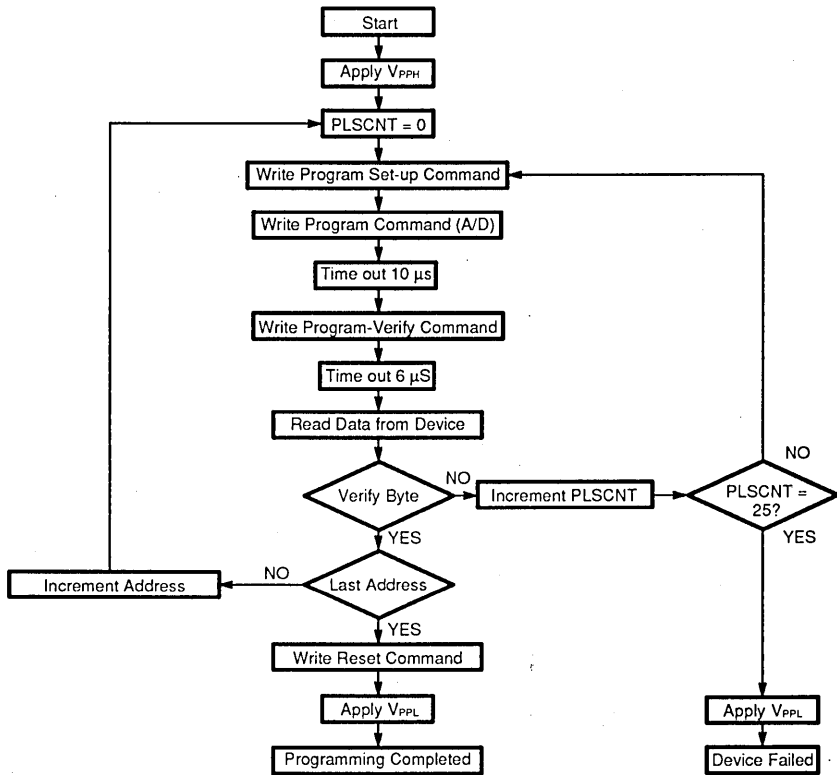 Start
Apply VPPH
PLSCNT = 0
Write Program Set-up Command
Write Program Command (A/D)
Time out 10 µs
Write Program-Verify Command
Time out 6 µS
Read Data from Device
NO
Verify Byte
NO
Increment PLSCNT
PLSCNT =
25?
YES
YES
Increment Address
NO
Last Address
YES
Write Reset Command
Apply VPPL
Apply VPPL
Programming Completed
Device Failed